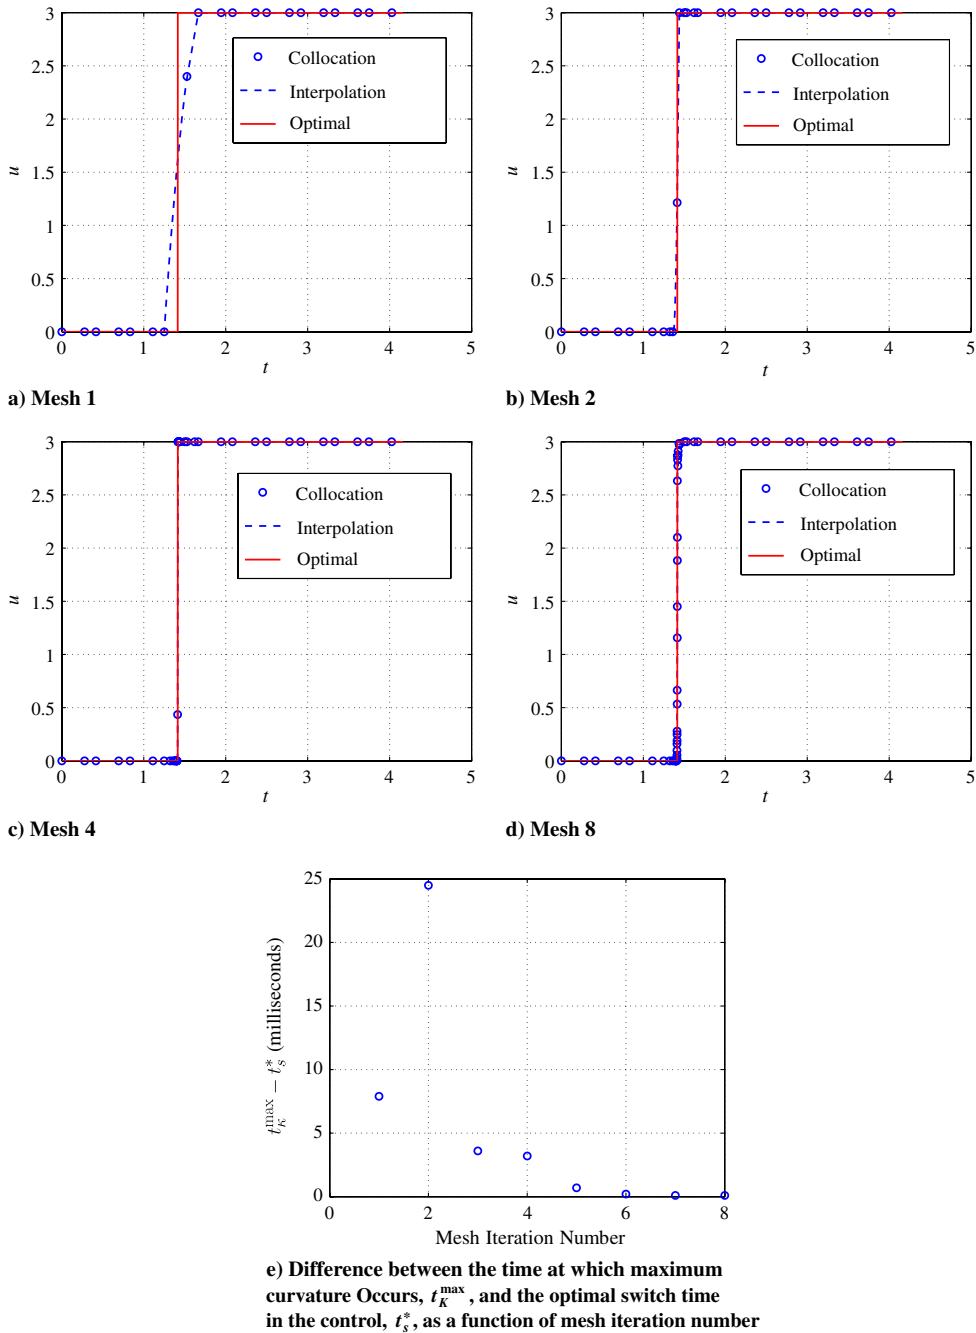 3
2.5
2
1.5
1
0.5
0
u
0 1 2 3 4 5
t
Collocation
Interpolation
Optimal
a) Mesh 1
3
2.5
2
1.5
1
0.5
0
u
0 1 2 3 4 5
t
Collocation
Interpolation
Optimal
b) Mesh 2
3
2.5
2
1.5
1
0.5
0
u
0 1 2 3 4 5
t
Collocation
Interpolation
Optimal
c) Mesh 4
3
2.5
2
1.5
1
0.5
0
u
0 1 2 3 4 5
t
Collocation
Interpolation
Optimal
d) Mesh 8
25
20
15
10
5
0
t_κ^max − t_s^* (milliseconds)
0 2 4 6 8
Mesh Iteration Number
e) Difference between the time at which maximum
curvature Occurs, t_K^max, and the optimal switch time
in the control, t_s^*, as a function of mesh iteration number